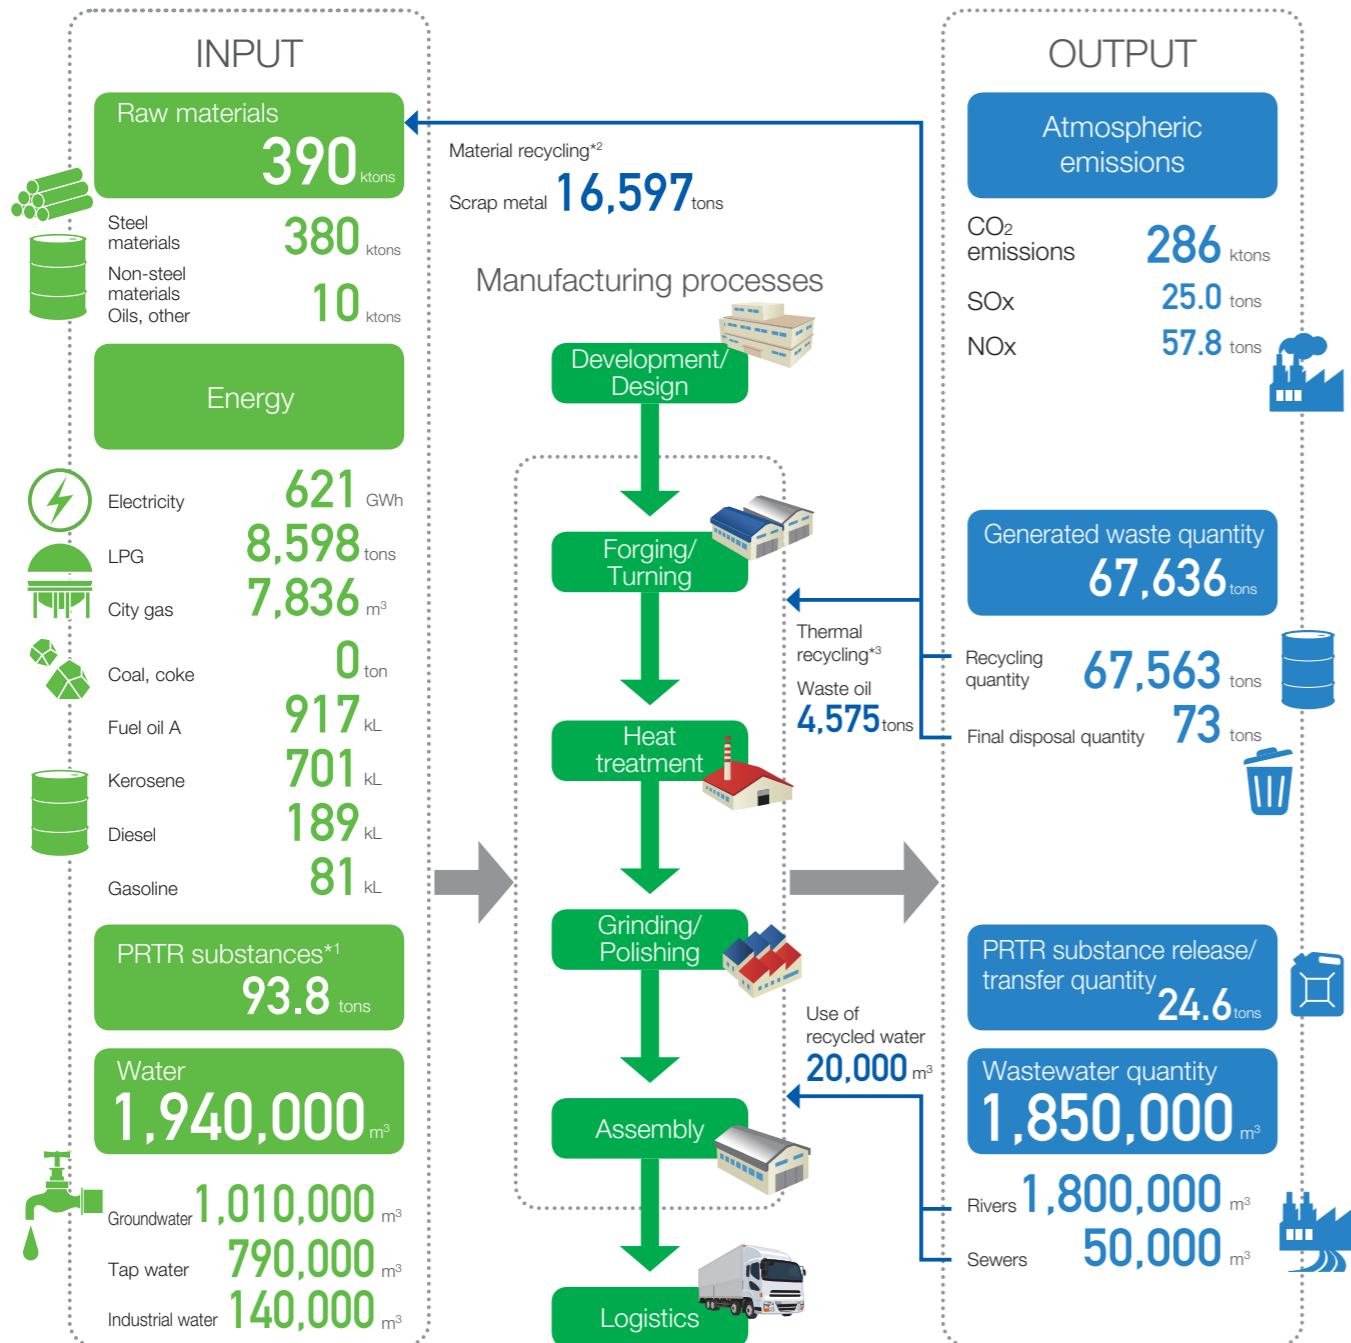 INPUT
Raw materials
390 ktons
Steel
materials
380 ktons
Non-steel
materials
Oils, other
10 ktons
Energy
Electricity 621 GWh
LPG 8,598 tons
City gas 7,836 m³
Coal, coke 0 ton
Fuel oil A 917 kL
Kerosene 701 kL
Diesel 189 kL
Gasoline 81 kL
PRTR substances*1
93.8 tons
Water
1,940,000 m³
Groundwater 1,010,000 m³
Tap water 790,000 m³
Industrial water 140,000 m³
Material recycling*2
Scrap metal 16,597 tons
Manufacturing processes
Development/
Design
Forging/
Turning
Heat
treatment
Grinding/
Polishing
Assembly
Logistics
Thermal
recycling*3
Waste oil
4,575 tons
Use of
recycled water
20,000 m³
OUTPUT
Atmospheric
emissions
CO₂
emissions
286 ktons
SOx 25.0 tons
NOx 57.8 tons
Generated waste quantity
67,636 tons
Recycling
quantity
67,563 tons
Final disposal quantity 73 tons
PRTR substance release/
transfer quantity 24.6 tons
Wastewater quantity
1,850,000 m³
Rivers 1,800,000 m³
Sewers 50,000 m³